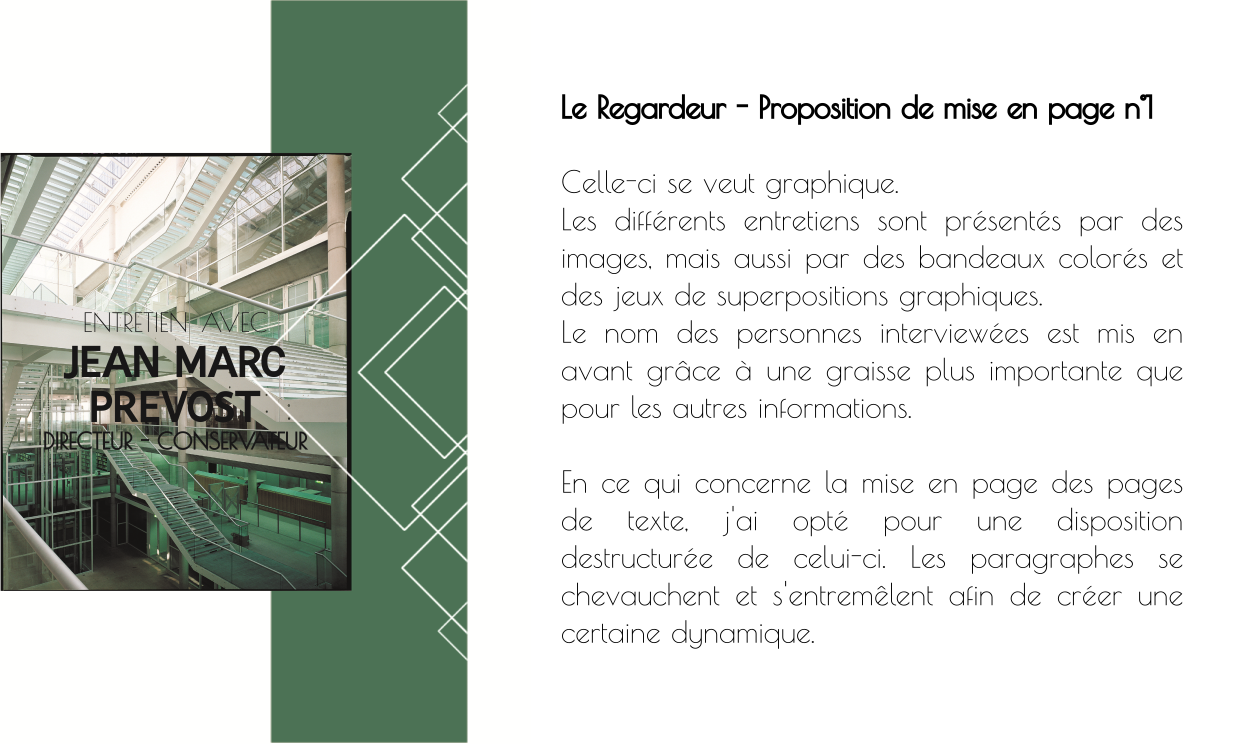 ENTRETIEN AVEC
JEAN MARC
PREVOST
DIRECTEUR - CONSERVATEUR
Le Regardeur - Proposition de mise en page n°1
Celle-ci se veut graphique.
Les différents entretiens sont présentés par des
images, mais aussi par des bandeaux colorés et
des jeux de superpositions graphiques.
Le nom des personnes interviewées est mis en
avant grâce à une graisse plus importante que
pour les autres informations.
En ce qui concerne la mise en page des pages
de texte, j'ai opté pour une disposition
destructurée de celui-ci. Les paragraphes se
chevauchent et s'entremêlent afin de créer une
certaine dynamique.